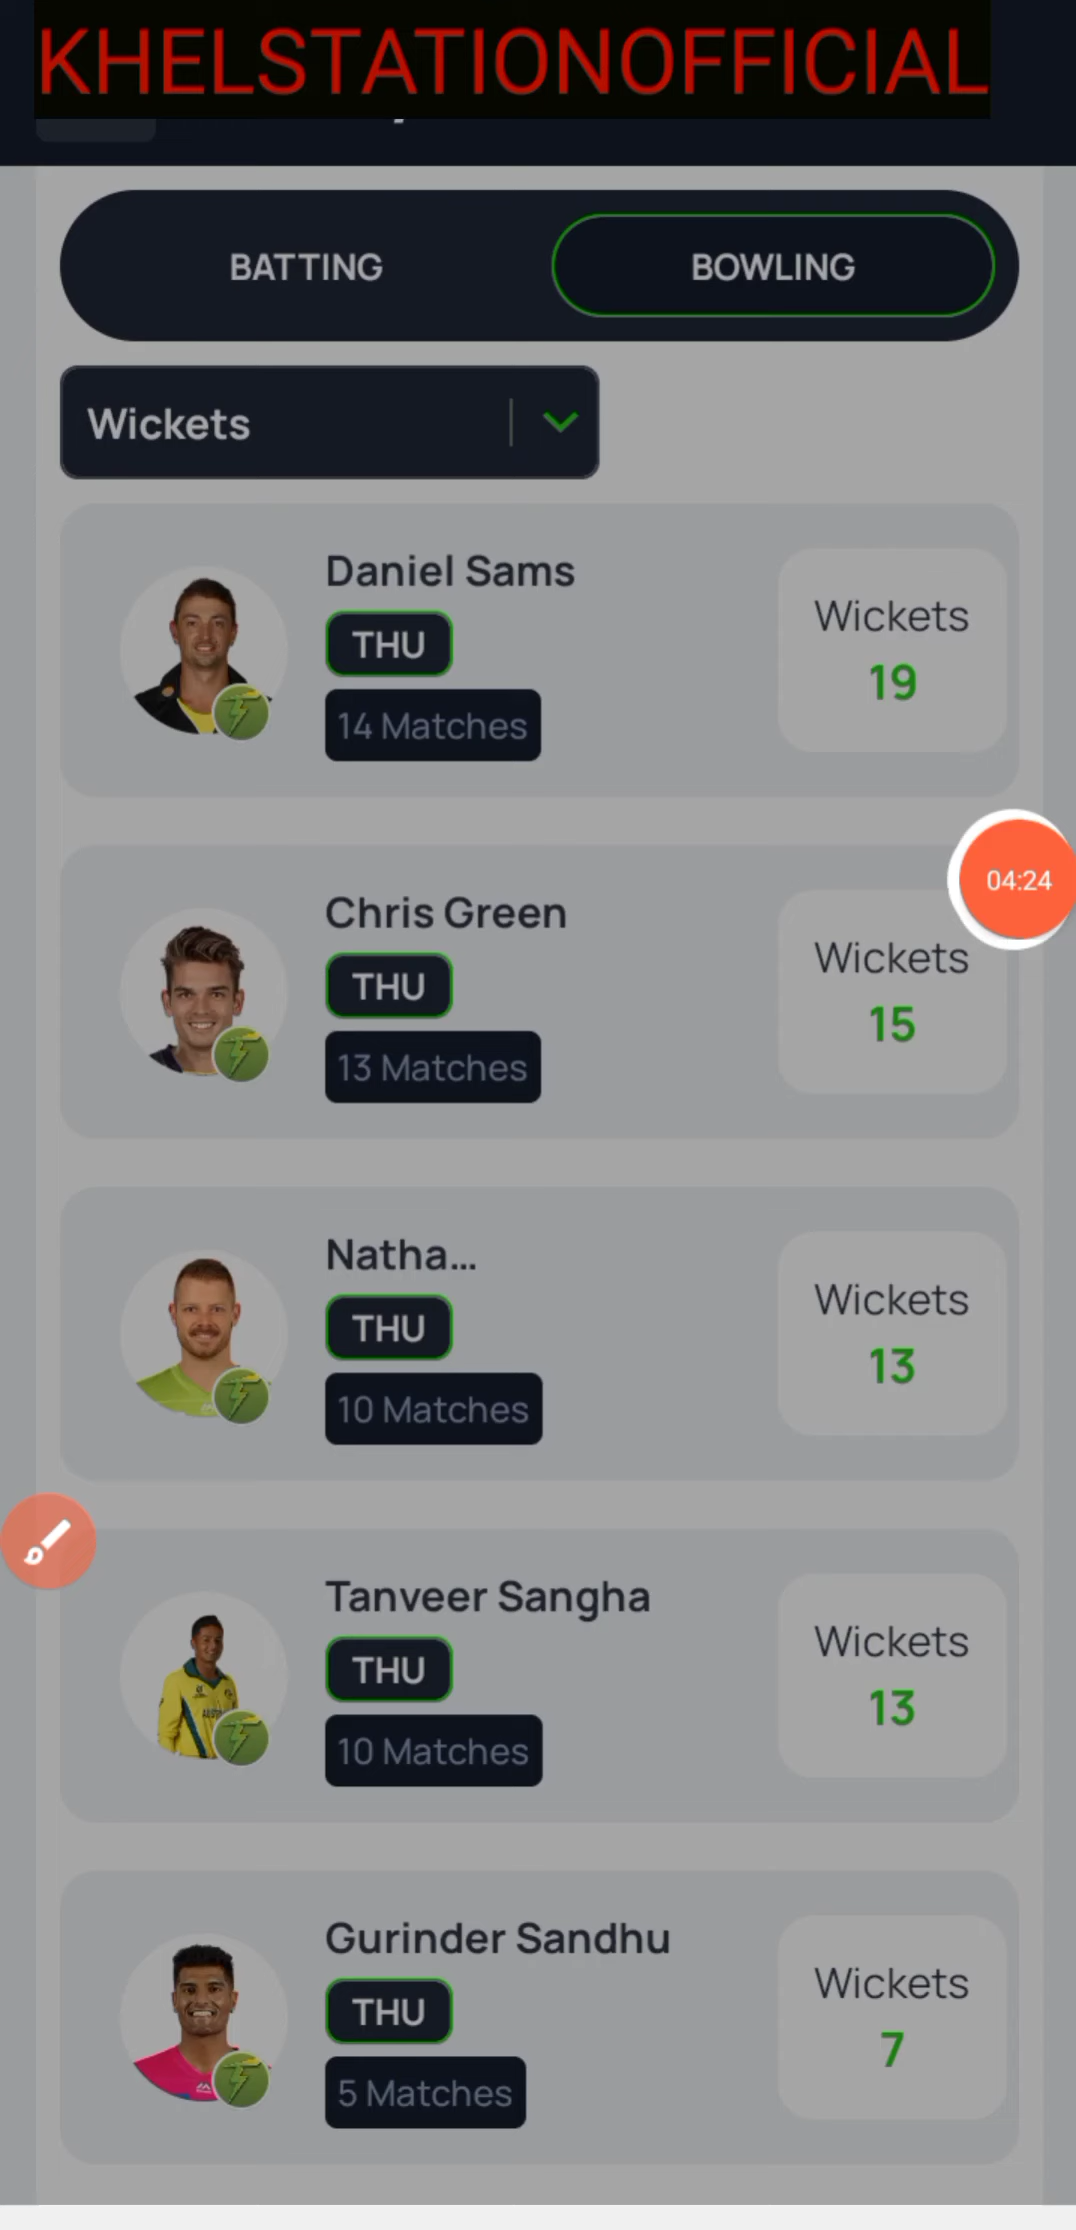 KHELSTATIONOFFICIAL
BATTING
BOWLING
Wickets
Daniel Sams
THU
14 Matches
Wickets
19
04:24
Chris Green
THU
13 Matches
Wickets
15
Natha...
THU
10 Matches
Wickets
13
Tanveer Sangha
THU
10 Matches
Wickets
13
Gurinder Sandhu
THU
5 Matches
Wickets
7